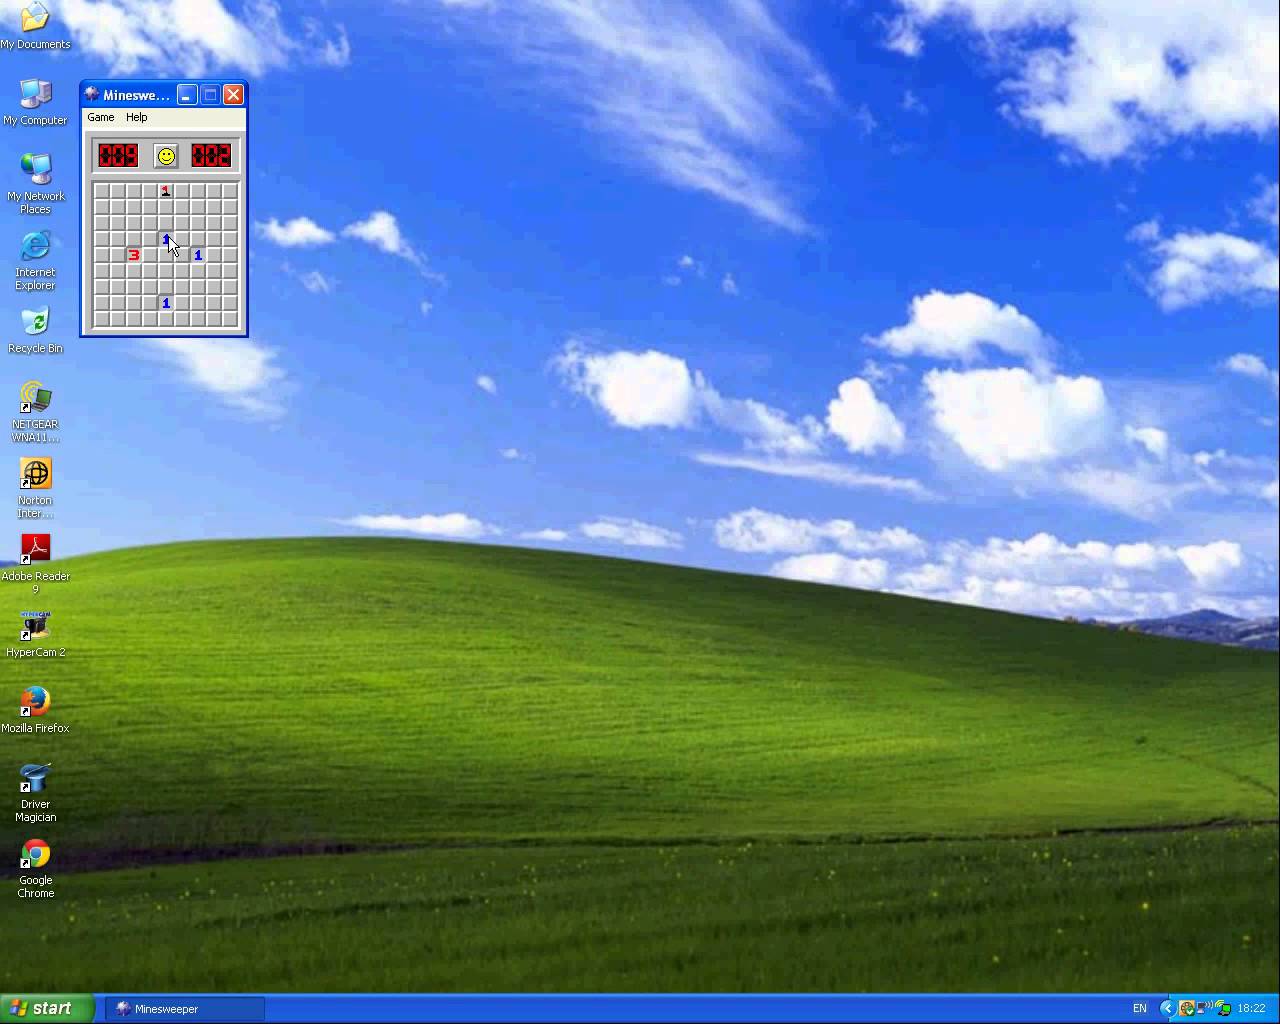 My Documents
My Computer
My Network
Places
Internet
Explorer
Recycle Bin
NETGEAR
WNA11...
Norton
Inter...
Adobe Reader
9
HYPERCAM
HyperCam 2
Mozilla Firefox
Driver
Magician
Google
Chrome
Mineswe...
Game Help
009 002
1
3 1
1
start
Minesweeper
EN
18:22